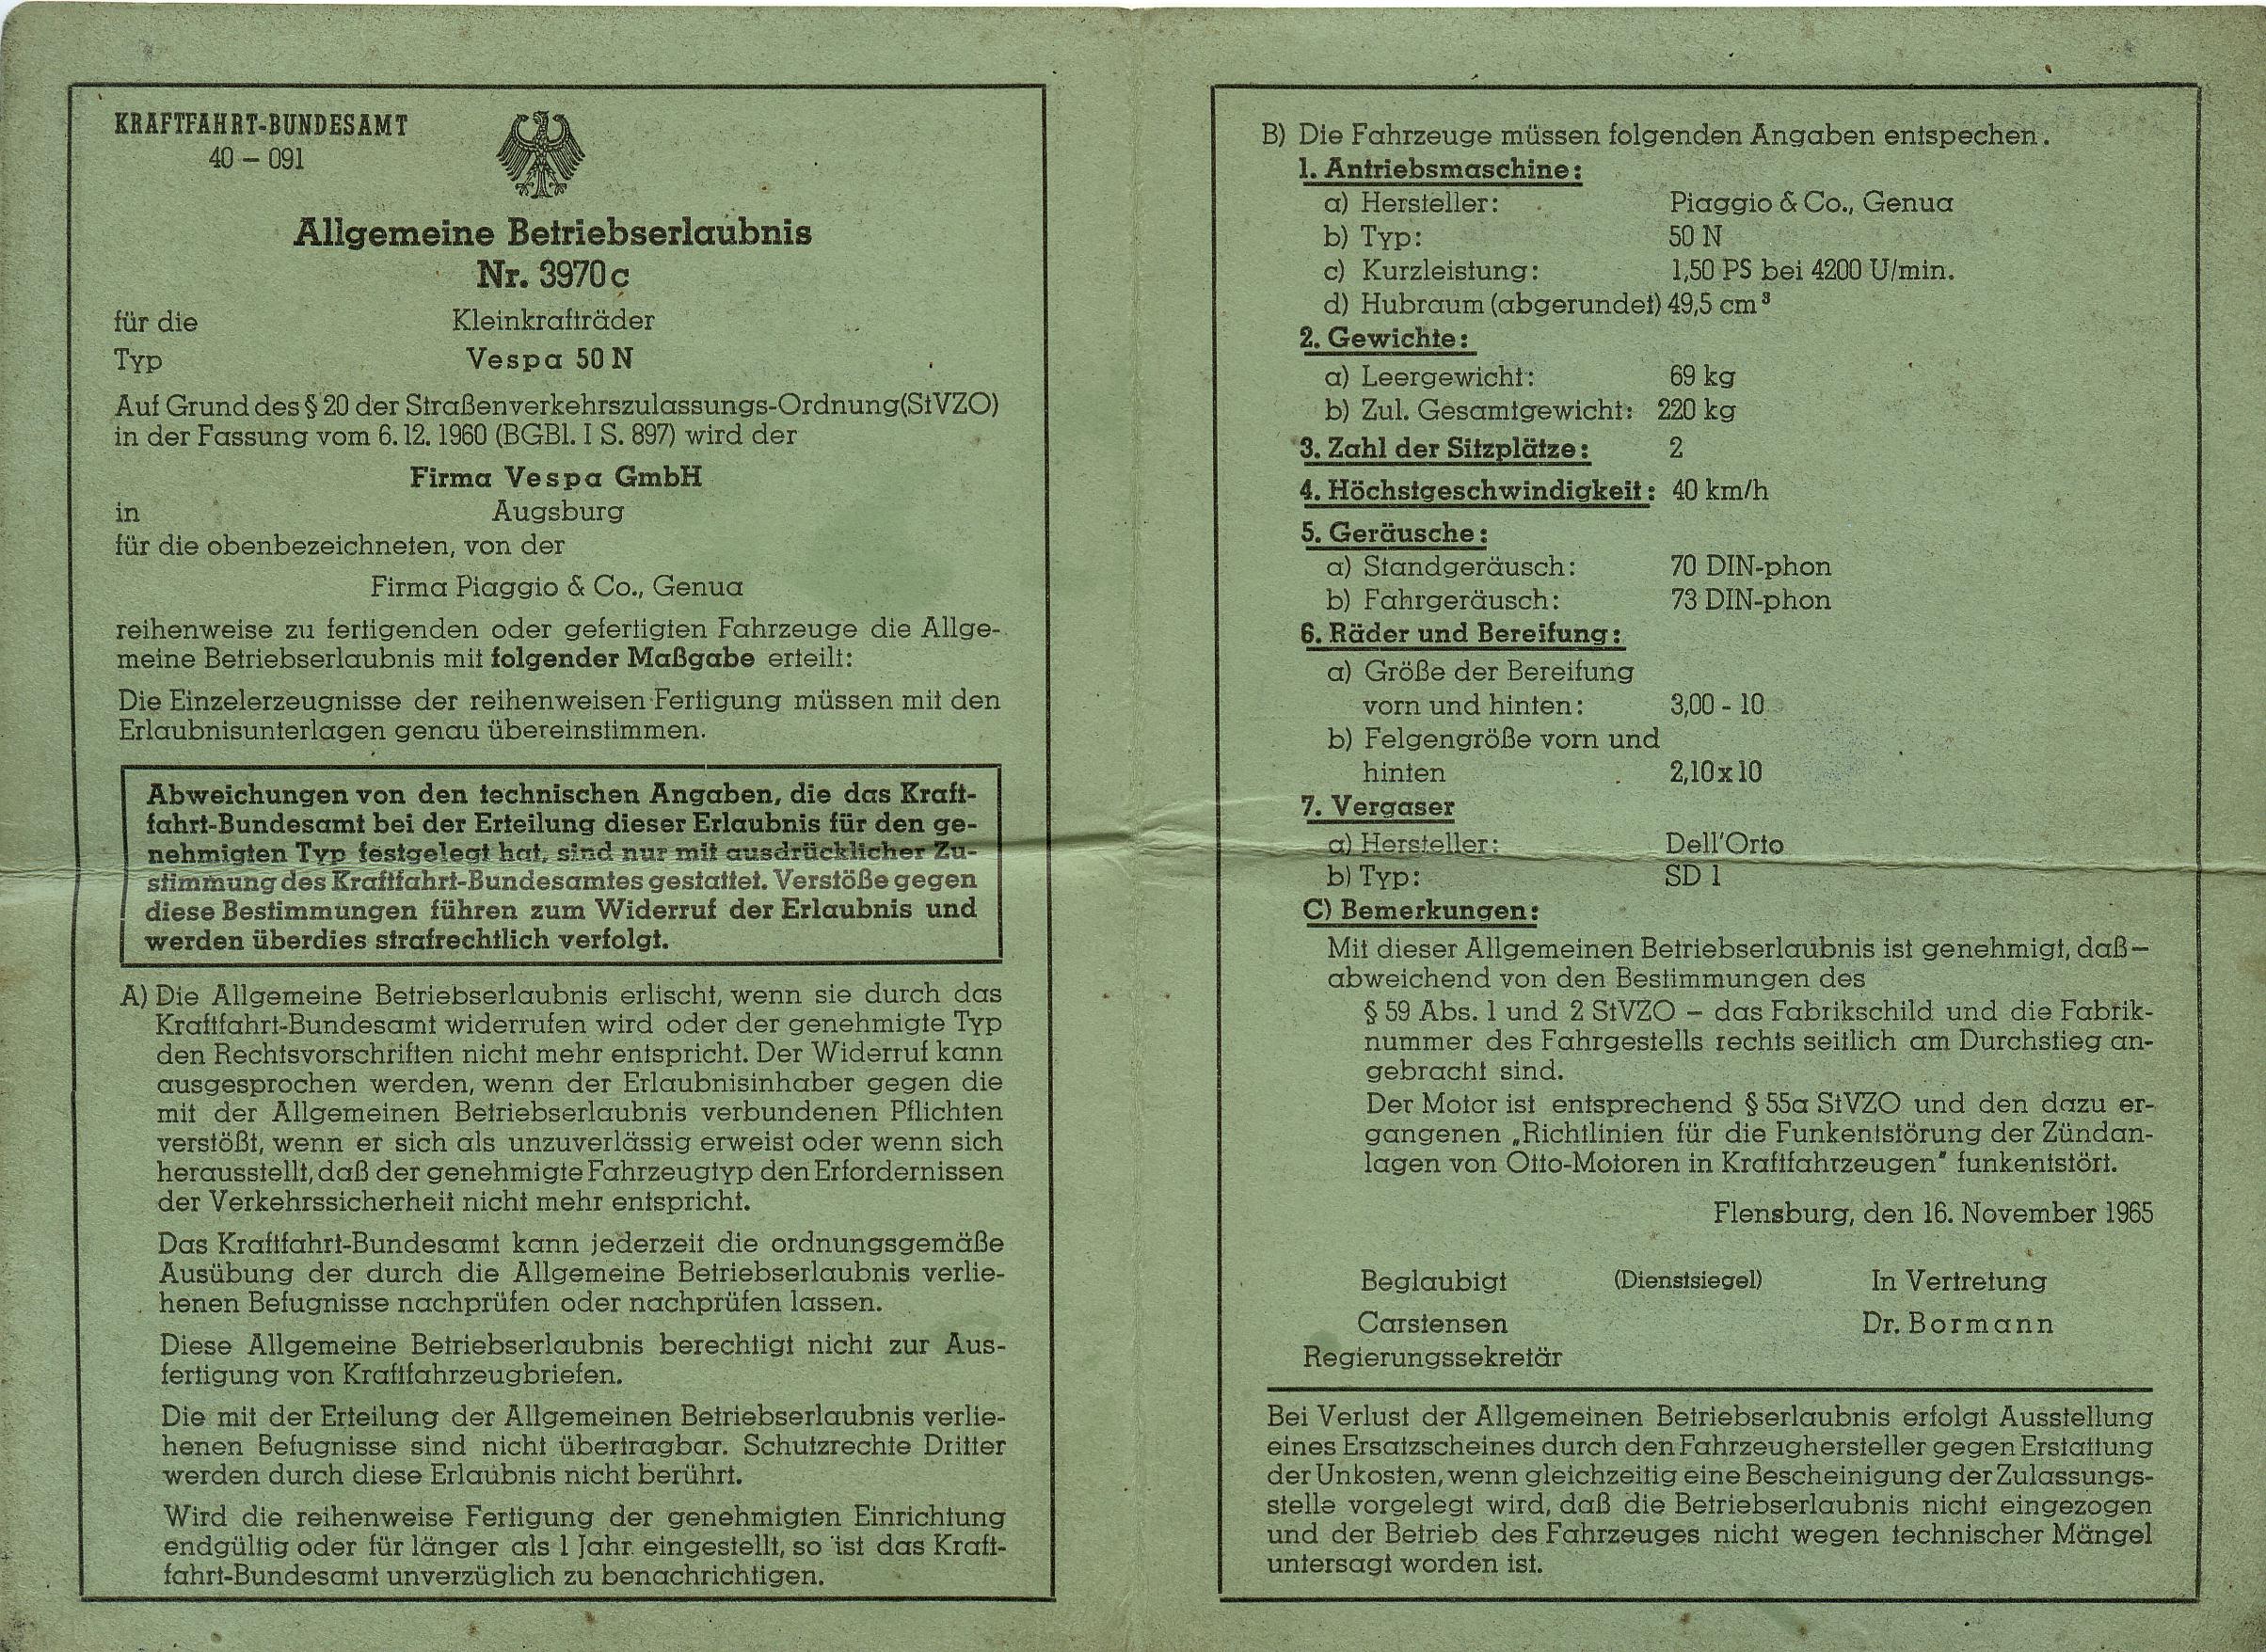 KRAFTFAHRT-BUNDESAMT
40 – 091
Allgemeine Betriebserlaubnis
Nr. 3970c
für die Kleinkrafträder
Typ Vespa 50 N
Auf Grund des § 20 der Straßenverkehrszulassungs-Ordnung(StVZO)
in der Fassung vom 6. 12. 1960 (BGBl. I S. 897) wird der
Firma Vespa GmbH
in Augsburg
für die obenbezeichneten, von der
Firma Piaggio & Co., Genua
reihenweise zu fertigenden oder gefertigten Fahrzeuge die Allge-
meine Betriebserlaubnis mit folgender Maßgabe erteilt:
Die Einzelerzeugnisse der reihenweisen Fertigung müssen mit den
Erlaubnisunterlagen genau übereinstimmen.
Abweichungen von den technischen Angaben, die das Kraft-
fahrt-Bundesamt bei der Erteilung dieser Erlaubnis für den ge-
nehmigten Typ festgelegt hat, sind nur mit ausdrücklicher Zu-
stimmung des Kraftfahrt-Bundesamtes gestattet. Verstöße gegen
diese Bestimmungen führen zum Widerruf der Erlaubnis und
werden überdies strafrechtlich verfolgt.
A) Die Allgemeine Betriebserlaubnis erlischt, wenn sie durch das
Kraftfahrt-Bundesamt widerrufen wird oder der genehmigte Typ
den Rechtsvorschriften nicht mehr entspricht. Der Widerruf kann
ausgesprochen werden, wenn der Erlaubnisinhaber gegen die
mit der Allgemeinen Betriebserlaubnis verbundenen Pflichten
verstößt, wenn er sich als unzuverlässig erweist oder wenn sich
herausstellt, daß der genehmigte Fahrzeugtyp den Erfordernissen
der Verkehrssicherheit nicht mehr entspricht.
Das Kraftfahrt-Bundesamt kann jederzeit die ordnungsgemäße
Ausübung der durch die Allgemeine Betriebserlaubnis verlie-
henen Befugnisse nachprüfen oder nachprüfen lassen.
Diese Allgemeine Betriebserlaubnis berechtigt nicht zur Aus-
fertigung von Kraftfahrzeugbriefen.
Die mit der Erteilung der Allgemeinen Betriebserlaubnis verlie-
henen Befugnisse sind nicht übertragbar. Schutzrechte Dritter
werden durch diese Erlaubnis nicht berührt.
Wird die reihenweise Fertigung der genehmigten Einrichtung
endgültig oder für länger als 1 Jahr eingestellt, so ist das Kraft-
fahrt-Bundesamt unverzüglich zu benachrichtigen.
B) Die Fahrzeuge müssen folgenden Angaben entspechen.
1. Antriebsmaschine:
a) Hersteller: Piaggio & Co., Genua
b) Typ: 50 N
c) Kurzleistung: 1,50 PS bei 4200 U/min.
d) Hubraum (abgerundet) 49,5 cm³
2. Gewichte:
a) Leergewicht: 69 kg
b) Zul. Gesamtgewicht: 220 kg
3. Zahl der Sitzplätze: 2
4. Höchstgeschwindigkeit: 40 km/h
5. Geräusche:
a) Standgeräusch: 70 DIN-phon
b) Fahrgeräusch: 73 DIN-phon
6. Räder und Bereifung:
a) Größe der Bereifung
vorn und hinten: 3,00 - 10
b) Felgengröße vorn und
hinten 2,10x10
7. Vergaser
a) Hersteller: Dell'Orto
b) Typ: SD 1
C) Bemerkungen:
Mit dieser Allgemeinen Betriebserlaubnis ist genehmigt, daß –
abweichend von den Bestimmungen des
§ 59 Abs. 1 und 2 StVZO – das Fabrikschild und die Fabrik-
nummer des Fahrgestells rechts seitlich am Durchstieg an-
gebracht sind.
Der Motor ist entsprechend § 55a StVZO und den dazu er-
gangenen „Richtlinien für die Funkentstörung der Zündan-
lagen von Otto-Motoren in Kraftfahrzeugen" funkentstört.
Flensburg, den 16. November 1965
Beglaubigt (Dienstsiegel) In Vertretung
Carstensen Dr. Bormann
Regierungssekretär
Bei Verlust der Allgemeinen Betriebserlaubnis erfolgt Ausstellung
eines Ersatzscheines durch den Fahrzeughersteller gegen Erstattung
der Unkosten, wenn gleichzeitig eine Bescheinigung der Zulassungs-
stelle vorgelegt wird, daß die Betriebserlaubnis nicht eingezogen
und der Betrieb des Fahrzeuges nicht wegen technischer Mängel
untersagt worden ist.